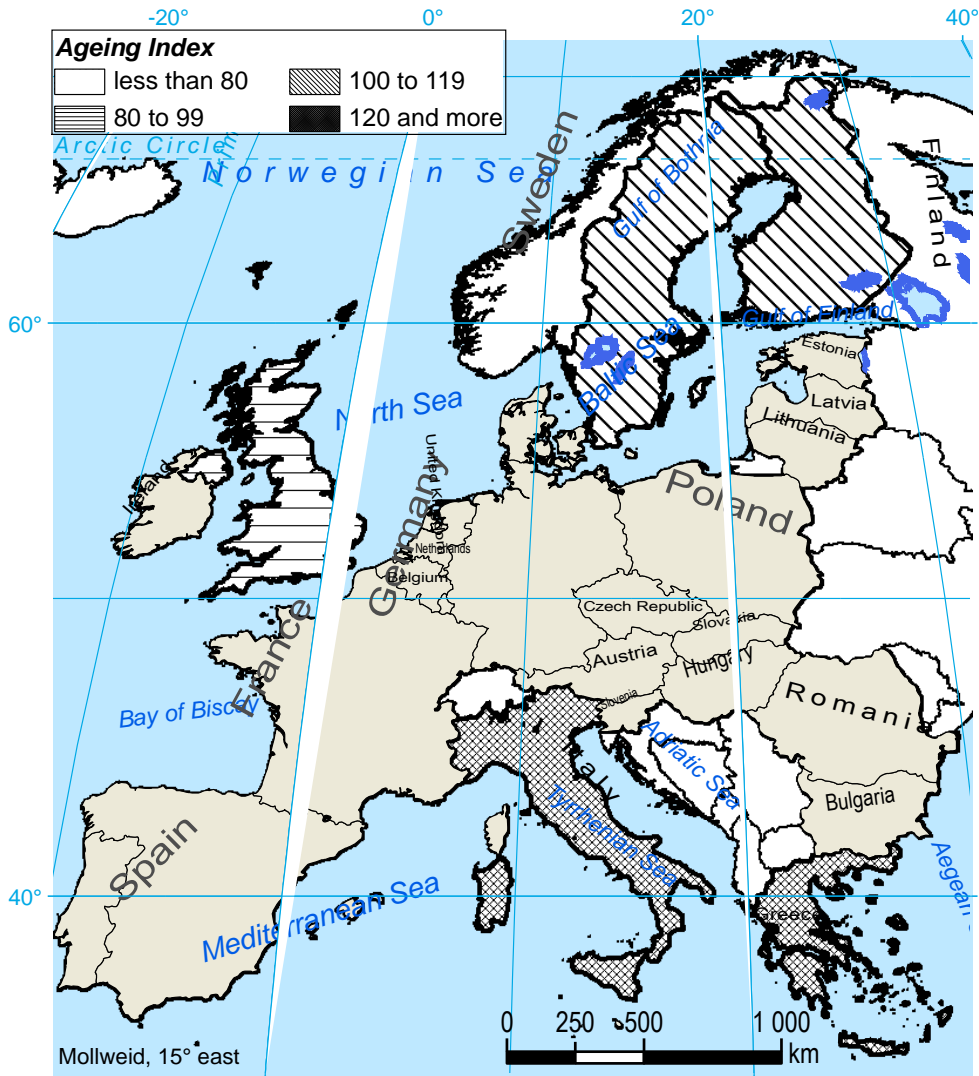 -20°
0°
20°
40°
Ageing Index
less than 80
100 to 119
80 to 99
120 and more
Arctic Circle
Norwegian Se
Sweden
Gulf of Bothnia
Finland
60°
Gulf of Finland
Estonia
Baltic Sea
Latvia
North Sea
Lithuania
United Kingdom
Ireland
Poland
Germany
Netherlands
Belgium
Czech Republic
Slovakia
France
Austria
Hungary
Slovenia
Romania
Bay of Biscay
Adriatic Sea
Italy
Bulgaria
Tyrrhenian Sea
Spain
Aegean
40°
Mediterranean Sea
Greece
0 250 500 1 000
km
Mollweid, 15° east